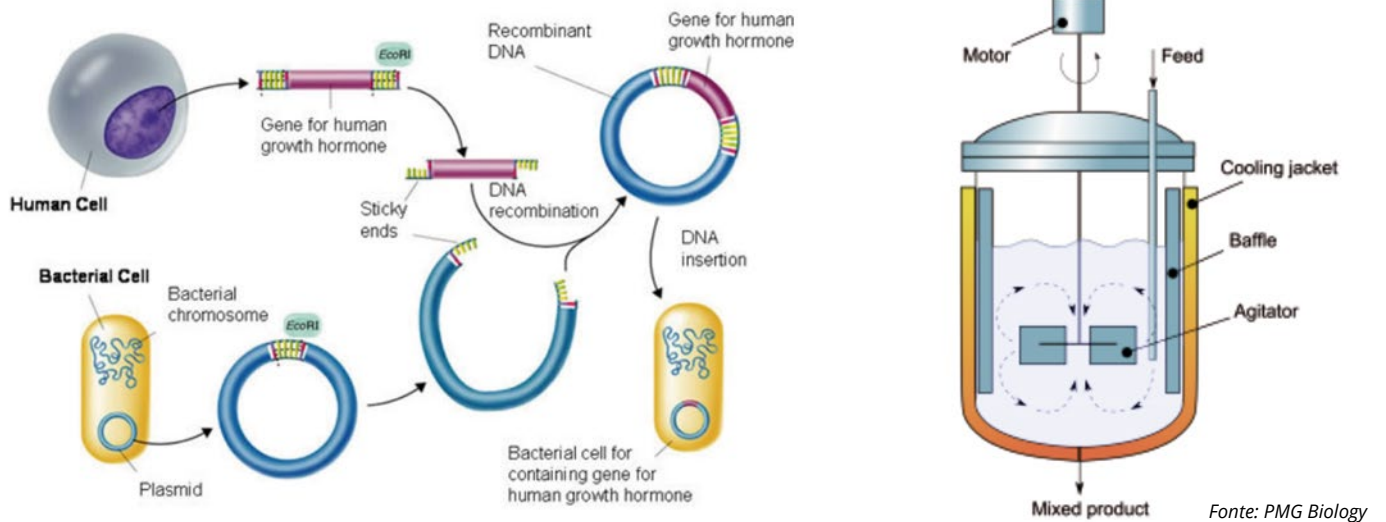 EcoRI
Gene for human
growth hormone
Human Cell
Sticky
ends
DNA
recombination
Recombinant
DNA
Gene for human
growth hormone
DNA
insertion
Bacterial Cell
Bacterial
chromosome
EcoRI
Plasmid
Bacterial cell for
containing gene for
human growth hormone
Motor
Feed
Cooling jacket
Baffle
Agitator
Mixed product
Fonte: PMG Biology